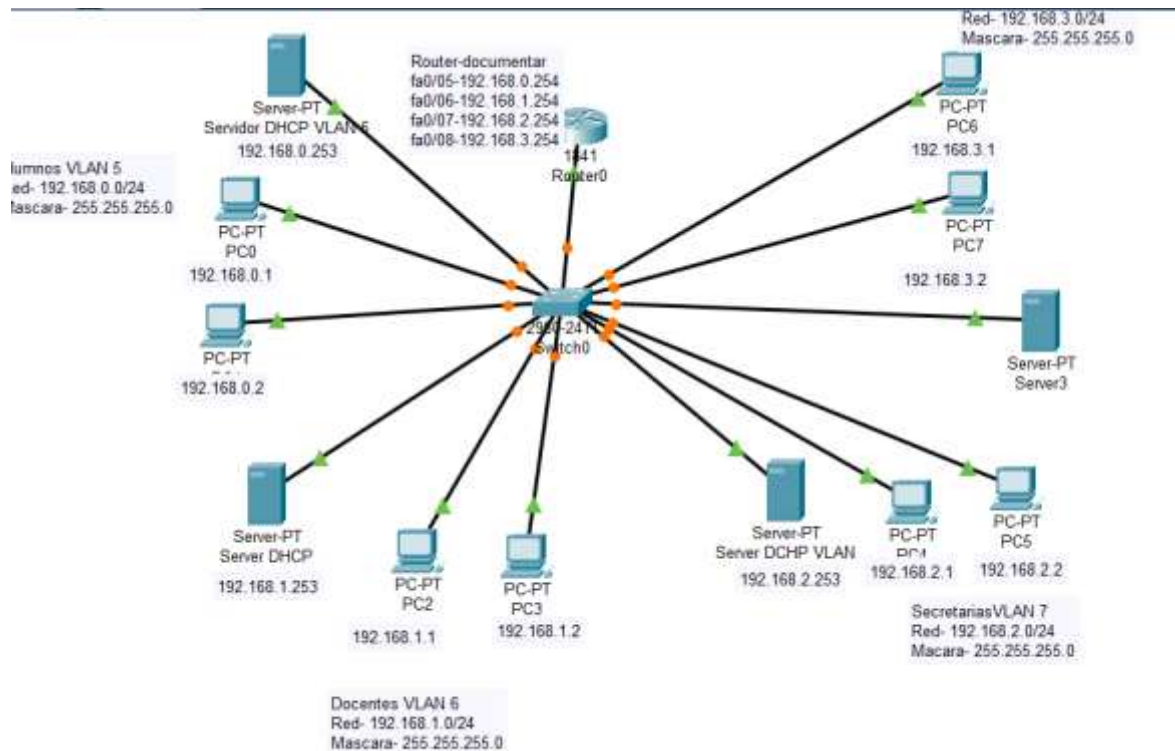 Red- 192.168.3.0/24
Mascara- 255.255.255.0
Router-documentar
fa0/05-192.168.0.254
fa0/06-192.168.1.254
fa0/07-192.168.2.254
fa0/08-192.168.3.254
Server-PT
Servidor DHCP VLAN 5
192.168.0.253
1841
Router0
PC-PT
PC6
192.168.3.1
lumnos VLAN 5
ed- 192.168.0.0/24
Mascara- 255.255.255.0
PC-PT
PC0
192.168.0.1
PC-PT
PC7
192.168.3.2
Switch0
PC-PT
192.168.0.2
Server-PT
Server3
Server-PT
Server DHCP
192.168.1.253
PC-PT
PC2
192.168.1.1
PC-PT
PC3
192.168.1.2
Server-PT
Server DCHP VLAN
192.168.2.253
PC-PT
PC4
192.168.2.1
PC-PT
PC5
192.168.2.2
SecretariasVLAN 7
Red- 192.168.2.0/24
Macara- 255.255.255.0
Docentes VLAN 6
Red- 192.168.1.0/24
Mascara- 255.255.255.0